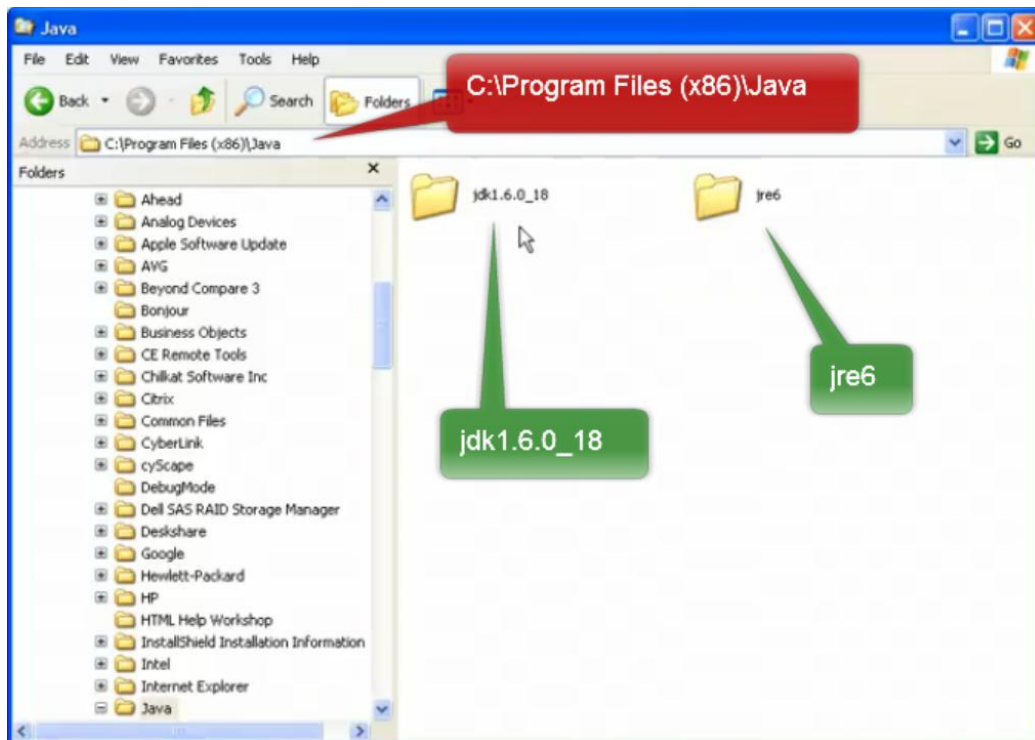 Java
File Edit View Favorites Tools Help
Back Search Folders
C:\Program Files (x86)\Java
Address C:\Program Files (x86)\Java Go
Folders
Ahead
Analog Devices
Apple Software Update
AVG
Beyond Compare 3
Bonjour
Business Objects
CE Remote Tools
Chilkat Software Inc
Citrix
Common Files
CyberLink
cyScape
DebugMode
Dell SAS RAID Storage Manager
Deskshare
Google
Hewlett-Packard
HP
HTML Help Workshop
InstallShield Installation Information
Intel
Internet Explorer
Java
jdk1.6.0_18
jre6
jdk1.6.0_18
jre6